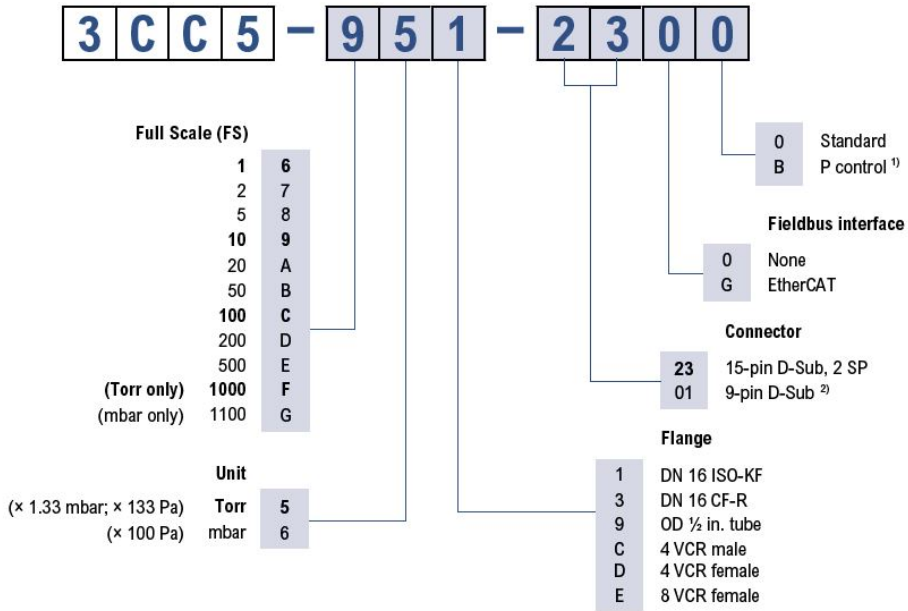 3CC5-951-2300
Full Scale (FS)
1 6
2 7
5 8
10 9
20 A
50 B
100 C
200 D
500 E
(Torr only) 1000 F
(mbar only) 1100 G
Unit
(× 1.33 mbar; × 133 Pa) Torr 5
(× 100 Pa) mbar 6
0 Standard
B P control ¹⁾
Fieldbus interface
0 None
G EtherCAT
Connector
23 15-pin D-Sub, 2 SP
01 9-pin D-Sub ²⁾
Flange
1 DN 16 ISO-KF
3 DN 16 CF-R
9 OD ½ in. tube
C 4 VCR male
D 4 VCR female
E 8 VCR female